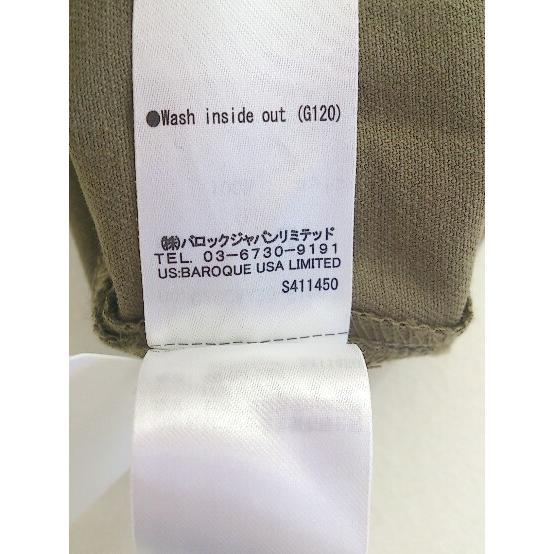 ●Wash inside out (G120)
㈱バロックジャパンリミテッド
TEL. 03-6730-9191
US:BAROQUE USA LIMITED
S411450